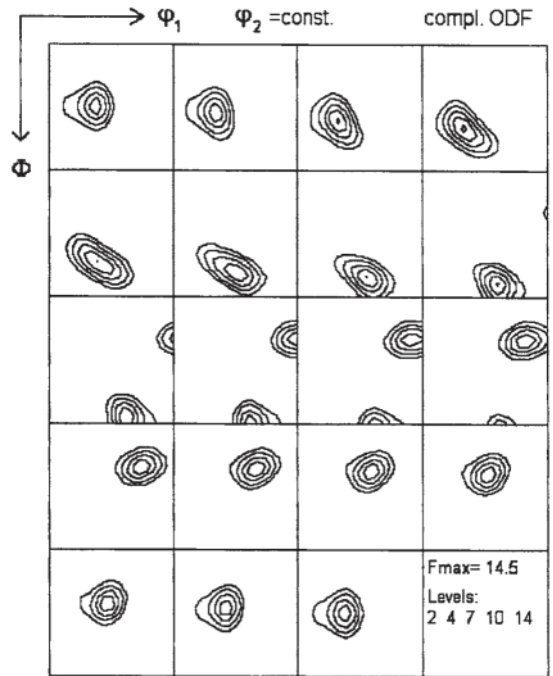 φ₁ φ₂ =const. compl. ODF
Φ
Fmax= 14.5
Levels:
2 4 7 10 14